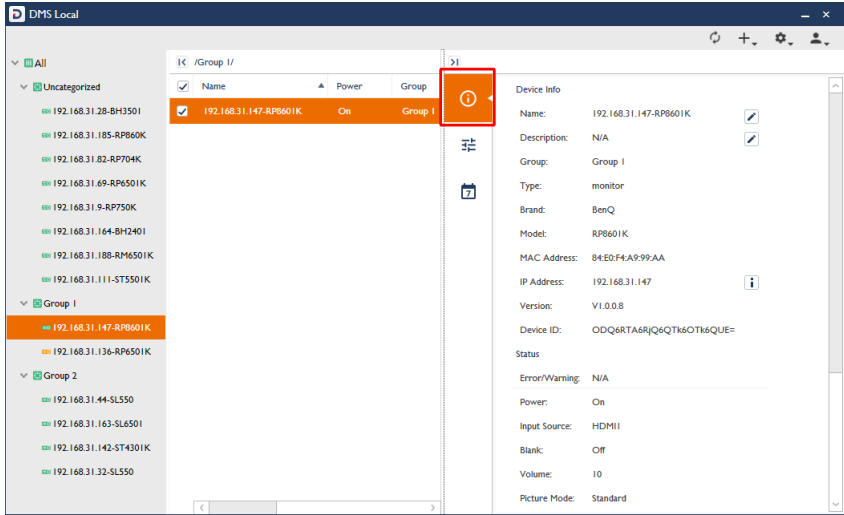 D DMS Local
All
Uncategorized
192.168.31.28-BH3501
192.168.31.185-RP860K
192.168.31.82-RP704K
192.168.31.69-RP6501K
192.168.31.9-RP750K
192.168.31.164-BH2401
192.168.31.188-RM6501K
192.168.31.111-ST5501K
Group 1
192.168.31.147-RP8601K
192.168.31.136-RP6501K
Group 2
192.168.31.44-SL550
192.168.31.163-SL6501
192.168.31.142-ST4301K
192.168.31.32-SL550
/Group 1/
Name Power Group
192.168.31.147-RP8601K On Group 1
7
Device Info
Name: 192.168.31.147-RP8601K
Description: N/A
Group: Group 1
Type: monitor
Brand: BenQ
Model: RP8601K
MAC Address: 84:E0:F4:A9:99:AA
IP Address: 192.168.31.147
Version: V1.0.0.8
Device ID: ODQ6RTA6RjQ6QTk6OTk6QUE=
Status
Error/Warning: N/A
Power: On
Input Source: HDMI1
Blank: Off
Volume: 10
Picture Mode: Standard